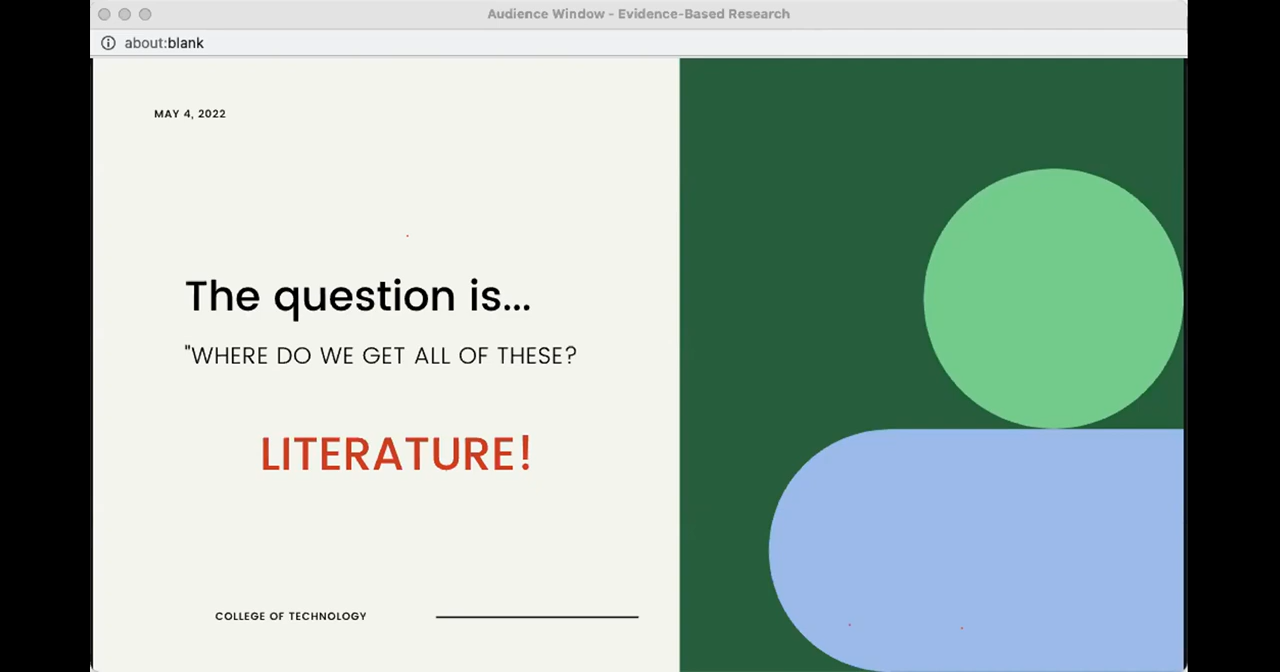 Audience Window - Evidence-Based Research
about:blank
MAY 4, 2022
The question is...
"WHERE DO WE GET ALL OF THESE?
LITERATURE!
COLLEGE OF TECHNOLOGY